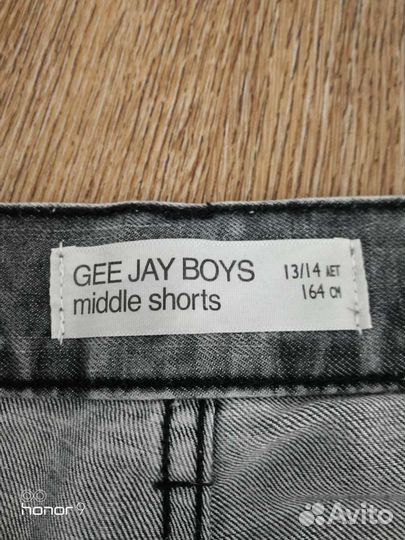 GEE JAY BOYS
middle shorts
13/14 ЛЕТ
164 СМ
honor 9
Avito